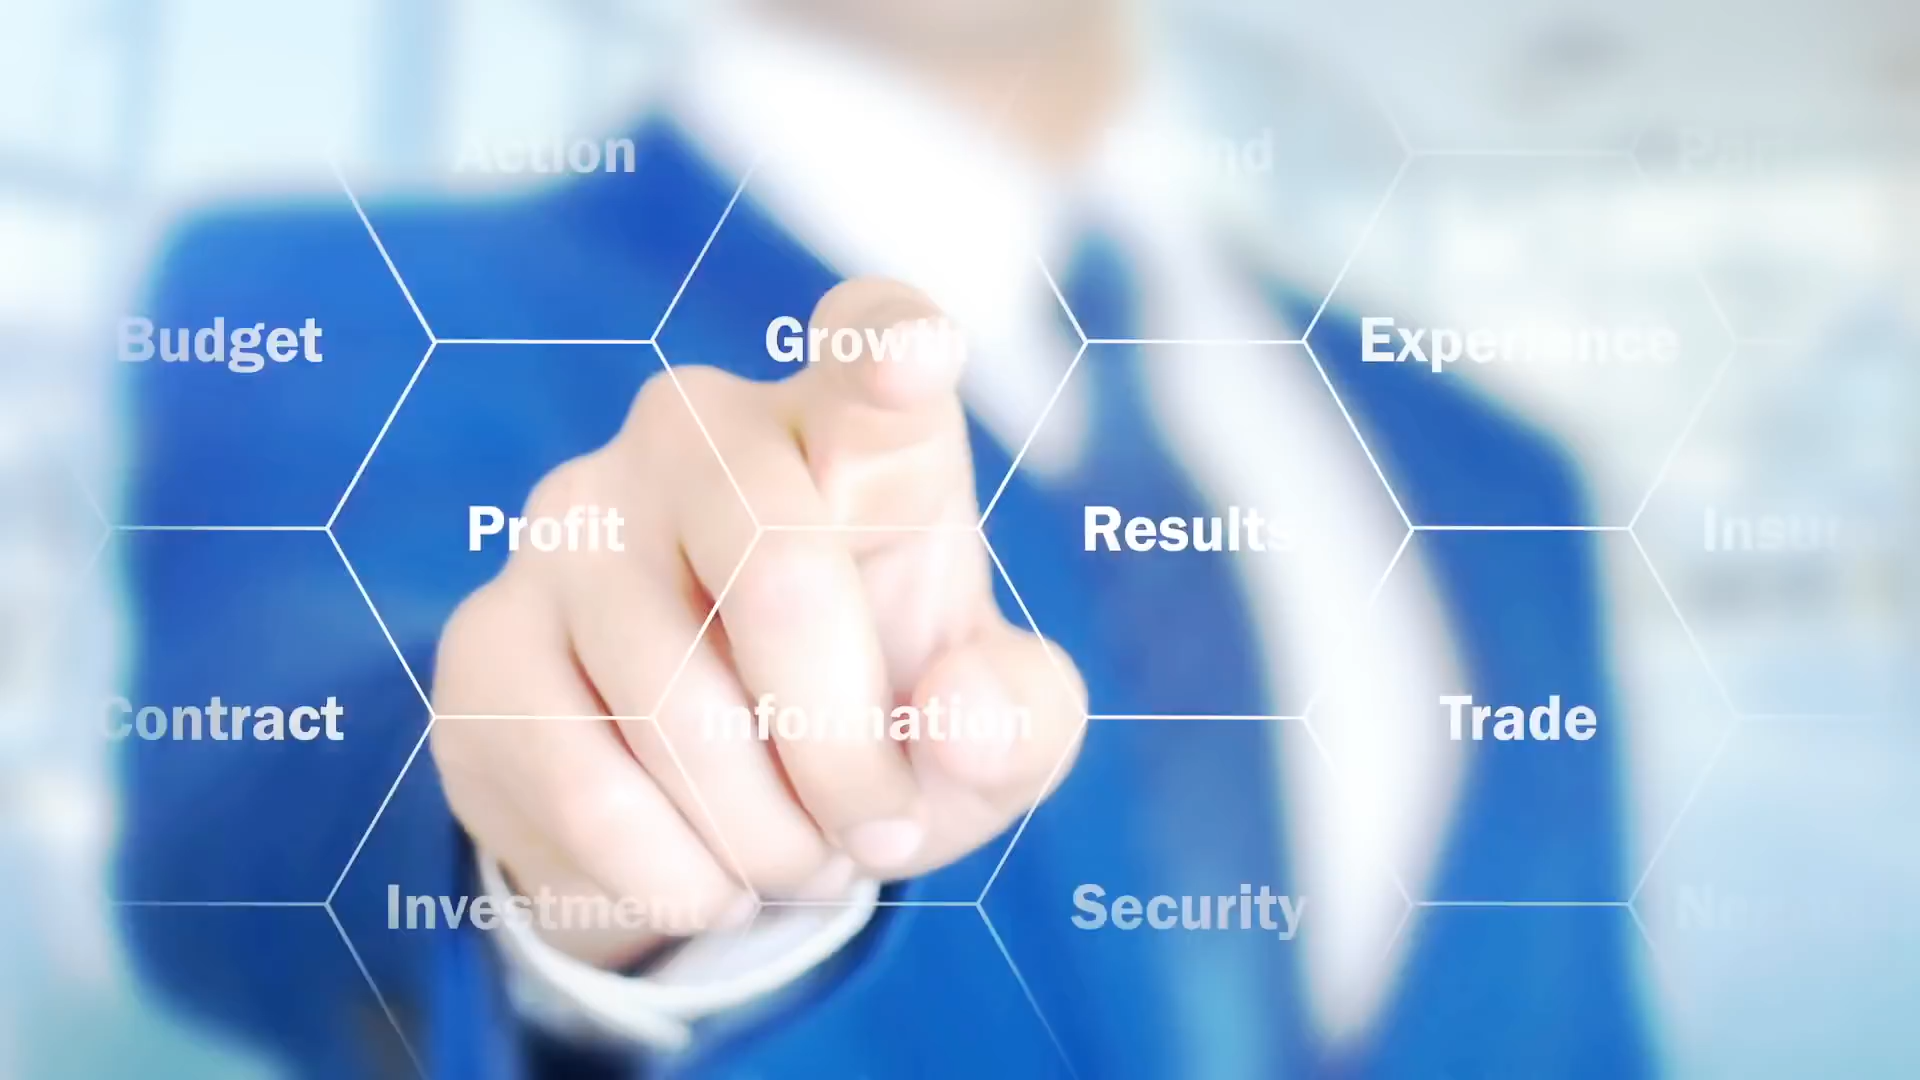 Action
Budget
Growth
Experience
Profit
Results
Contract
Information
Trade
Investment
Security